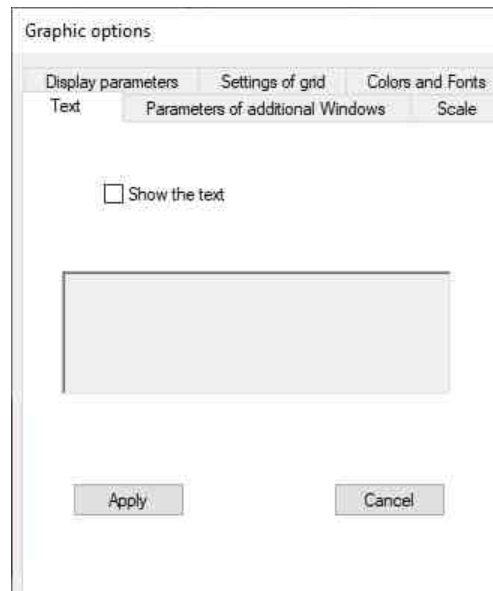 Graphic options
Display parameters Settings of grid Colors and Fonts
Text Parameters of additional Windows Scale
Show the text
Apply Cancel